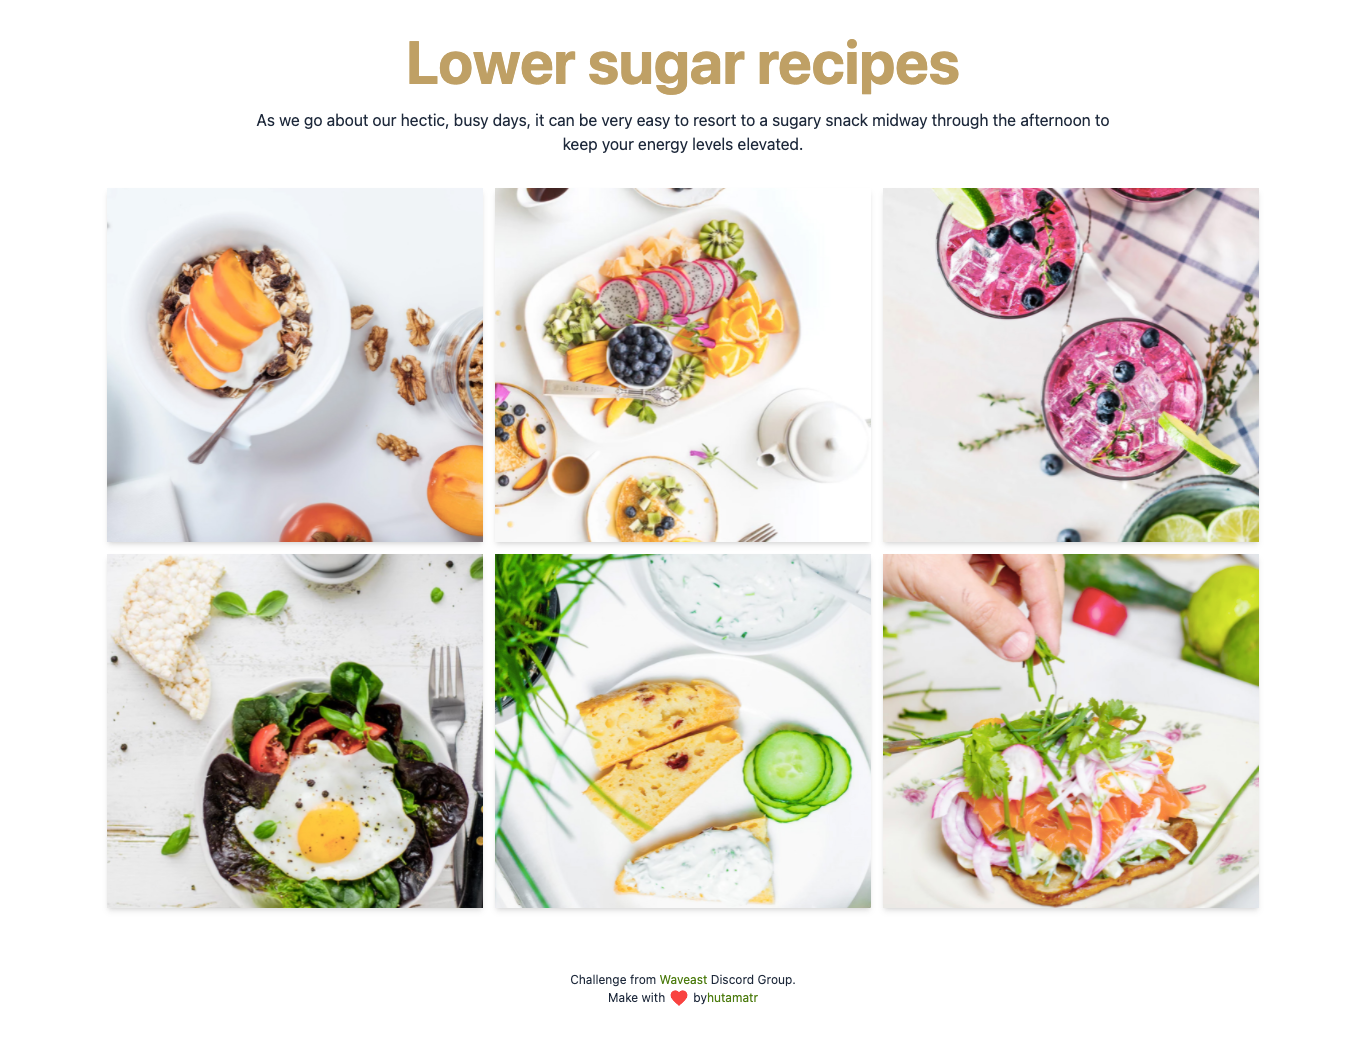 Lower sugar recipes
As we go about our hectic, busy days, it can be very easy to resort to a sugary snack midway through the afternoon to
keep your energy levels elevated.
Challenge from Waveast Discord Group.
Make with ❤️ byhutamatr